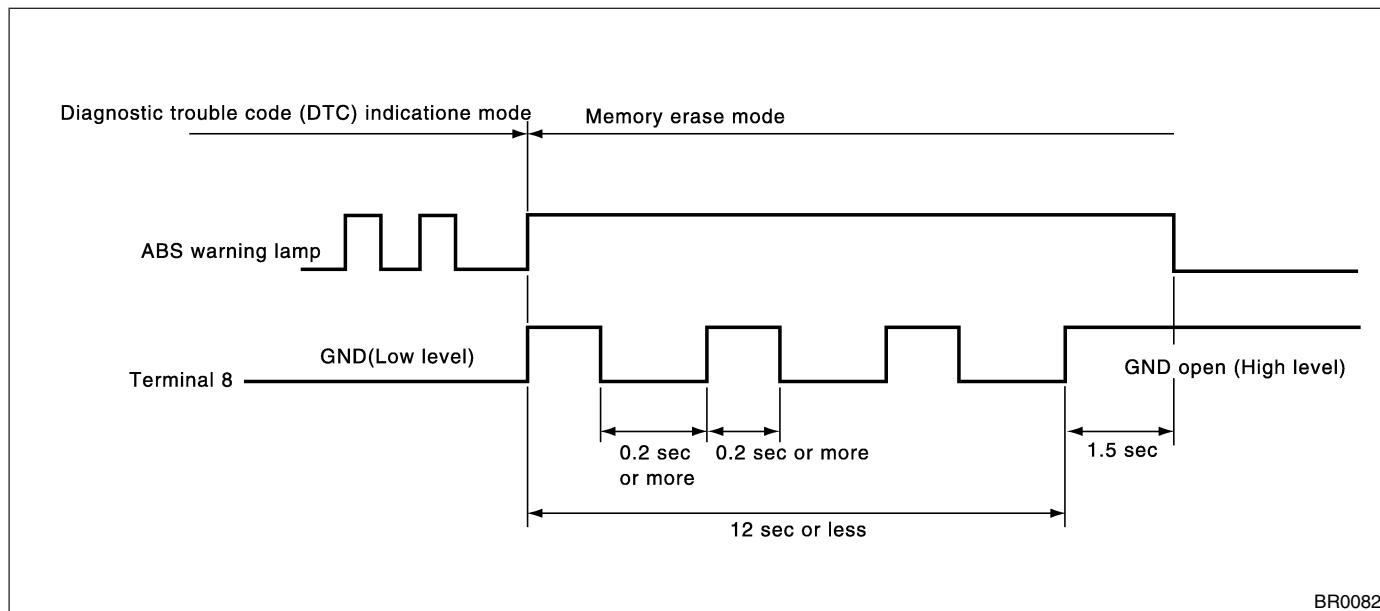 Diagnostic trouble code (DTC) indicatione mode
Memory erase mode
ABS warning lamp
GND(Low level)
Terminal 8
GND open (High level)
0.2 sec
or more
0.2 sec or more
1.5 sec
12 sec or less
BR0082